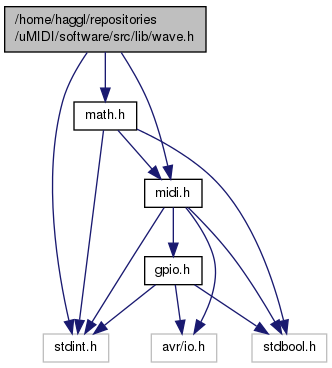 /home/haggl/repositories
/uMIDI/software/src/lib/wave.h
math.h
midi.h
gpio.h
stdint.h
avr/io.h
stdbool.h